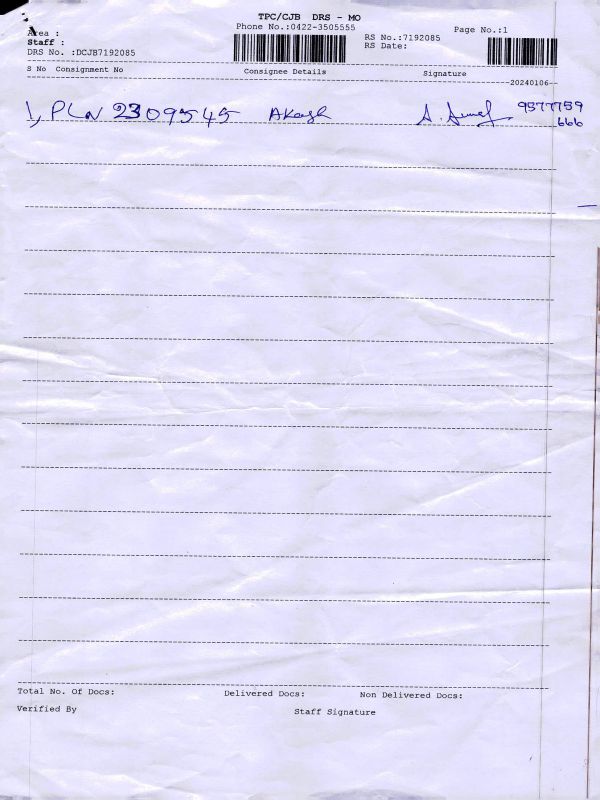 TPC/CJB DRS - MO
Area : Phone No.:0422-3505555 Page No.:1
Staff : RS No.:7192085
DRS No. :DCJB7192085 RS Date:
S No Consignment No Consignee Details Signature
20240106
1, PLN 2309545 Akash 9577759
666
Total No. Of Docs: Delivered Docs: Non Delivered Docs:
Verified By Staff Signature